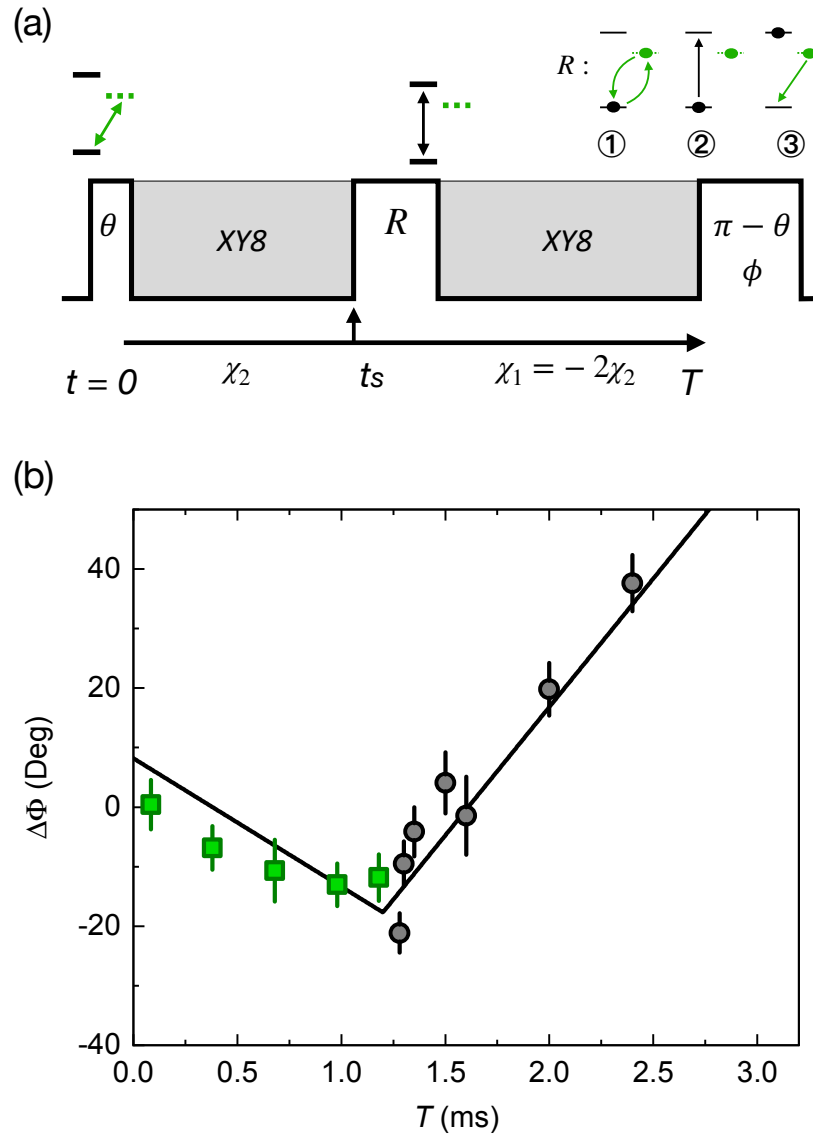 (a)
R :
① ② ③
θ
XY8
R
XY8
π − θ
ϕ
t = 0
χ₂
tₛ
χ₁ = − 2χ₂
T
(b)
40
20
0
-20
-40
ΔΦ (Deg)
0.0 0.5 1.0 1.5 2.0 2.5 3.0
T (ms)